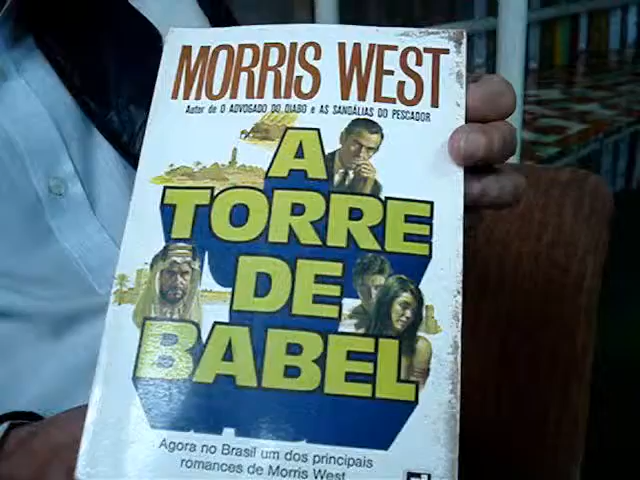 MORRIS WEST
Autor de O ADVOGADO DO DIABO e AS SANDÁLIAS DO PESCADOR
A
TORRE
DE
BABEL
Agora no Brasil um dos principais
romances de Morris West